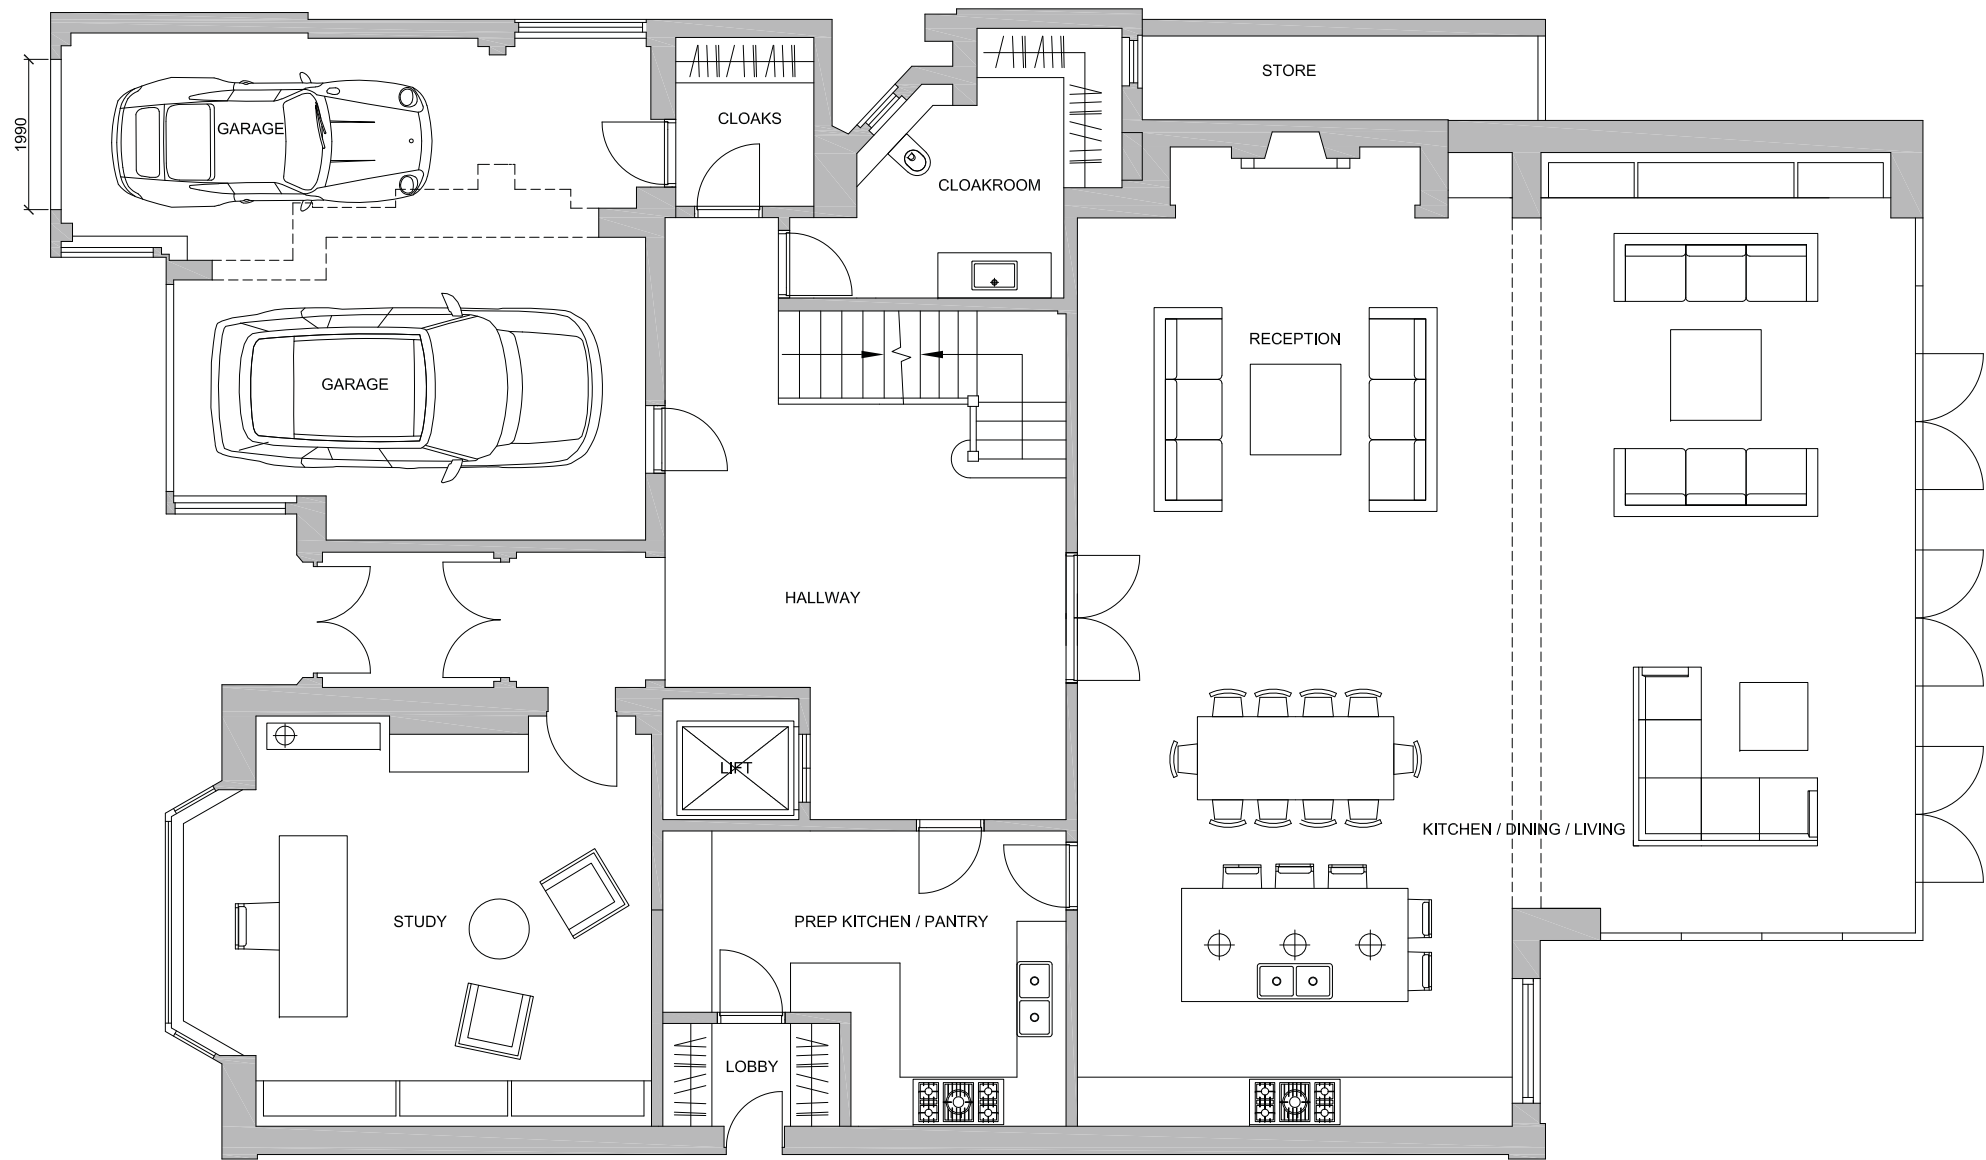 STORE
CLOAKS
GARAGE
1990
CLOAKROOM
RECEPTION
GARAGE
HALLWAY
LIFT
KITCHEN / DINING / LIVING
STUDY
PREP KITCHEN / PANTRY
LOBBY